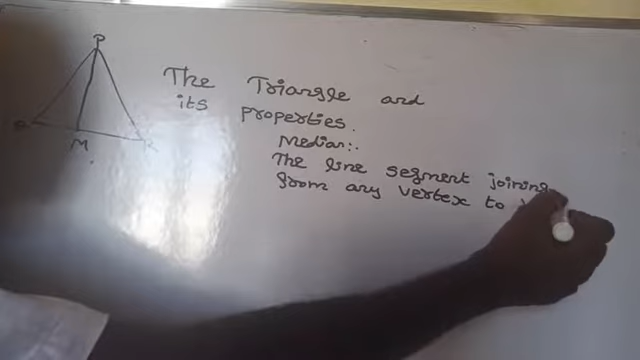 P
M
The Triangle and
its properties.
Median:.
The line segment joining
from any vertex to